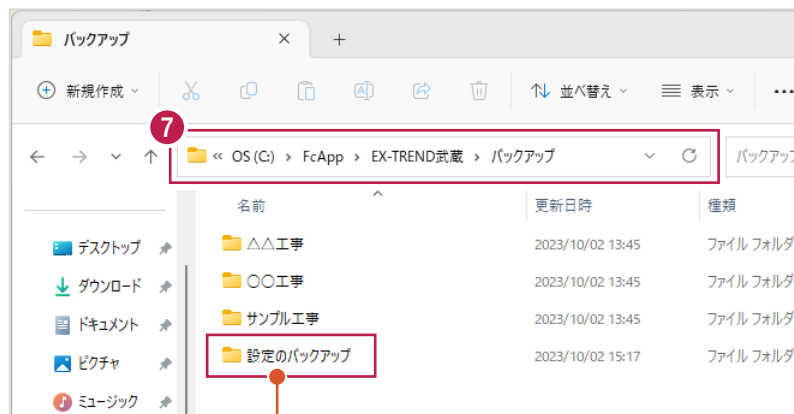 バックアップ × +
新規作成 並べ替え 表示 ...
7
« OS (C:) › FcApp › EX-TREND武蔵 › バックアップ バックアップ
名前 更新日時 種類
デスクトップ △△工事 2023/10/02 13:45 ファイル フォルダ
ダウンロード 〇〇工事 2023/10/02 13:45 ファイル フォルダ
ドキュメント サンプル工事 2023/10/02 13:45 ファイル フォルダ
ピクチャ 設定のバックアップ 2023/10/02 15:17 ファイル フォルダ
ミュージック